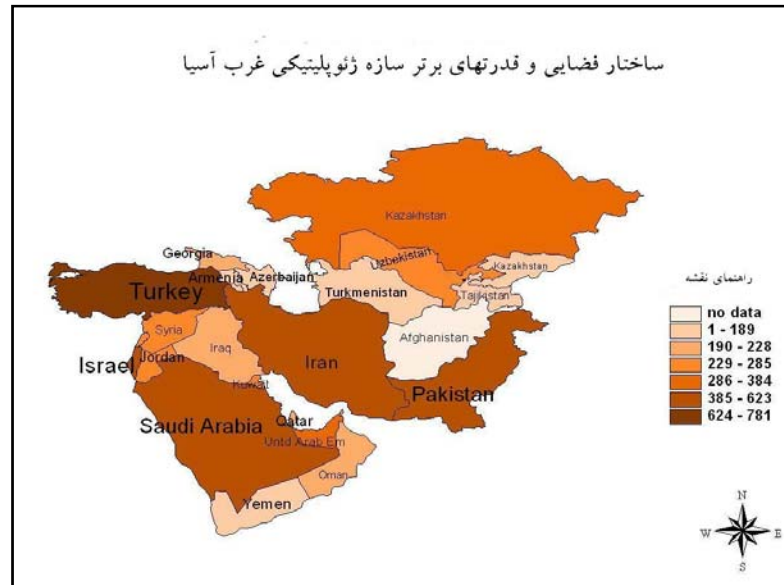 ساختار فضایی و قدرتهای برتر سازه ژئوپلیتیکی غرب آسیا
Kazakhstan
Georgia
Uzbekistan
Kazakhstan
Armenia
Azerbaijan
Turkey
Turkmenistan
Tajikistan
Syria
Afghanistan
Israel
Jordan
Iraq
Iran
Kuwait
Pakistan
Saudi Arabia
Qatar
Untd Arab Em
Oman
Yemen
راهنمای نقشه
no data
1 - 189
190 - 228
229 - 285
286 - 384
385 - 623
624 - 781
N
W E
S